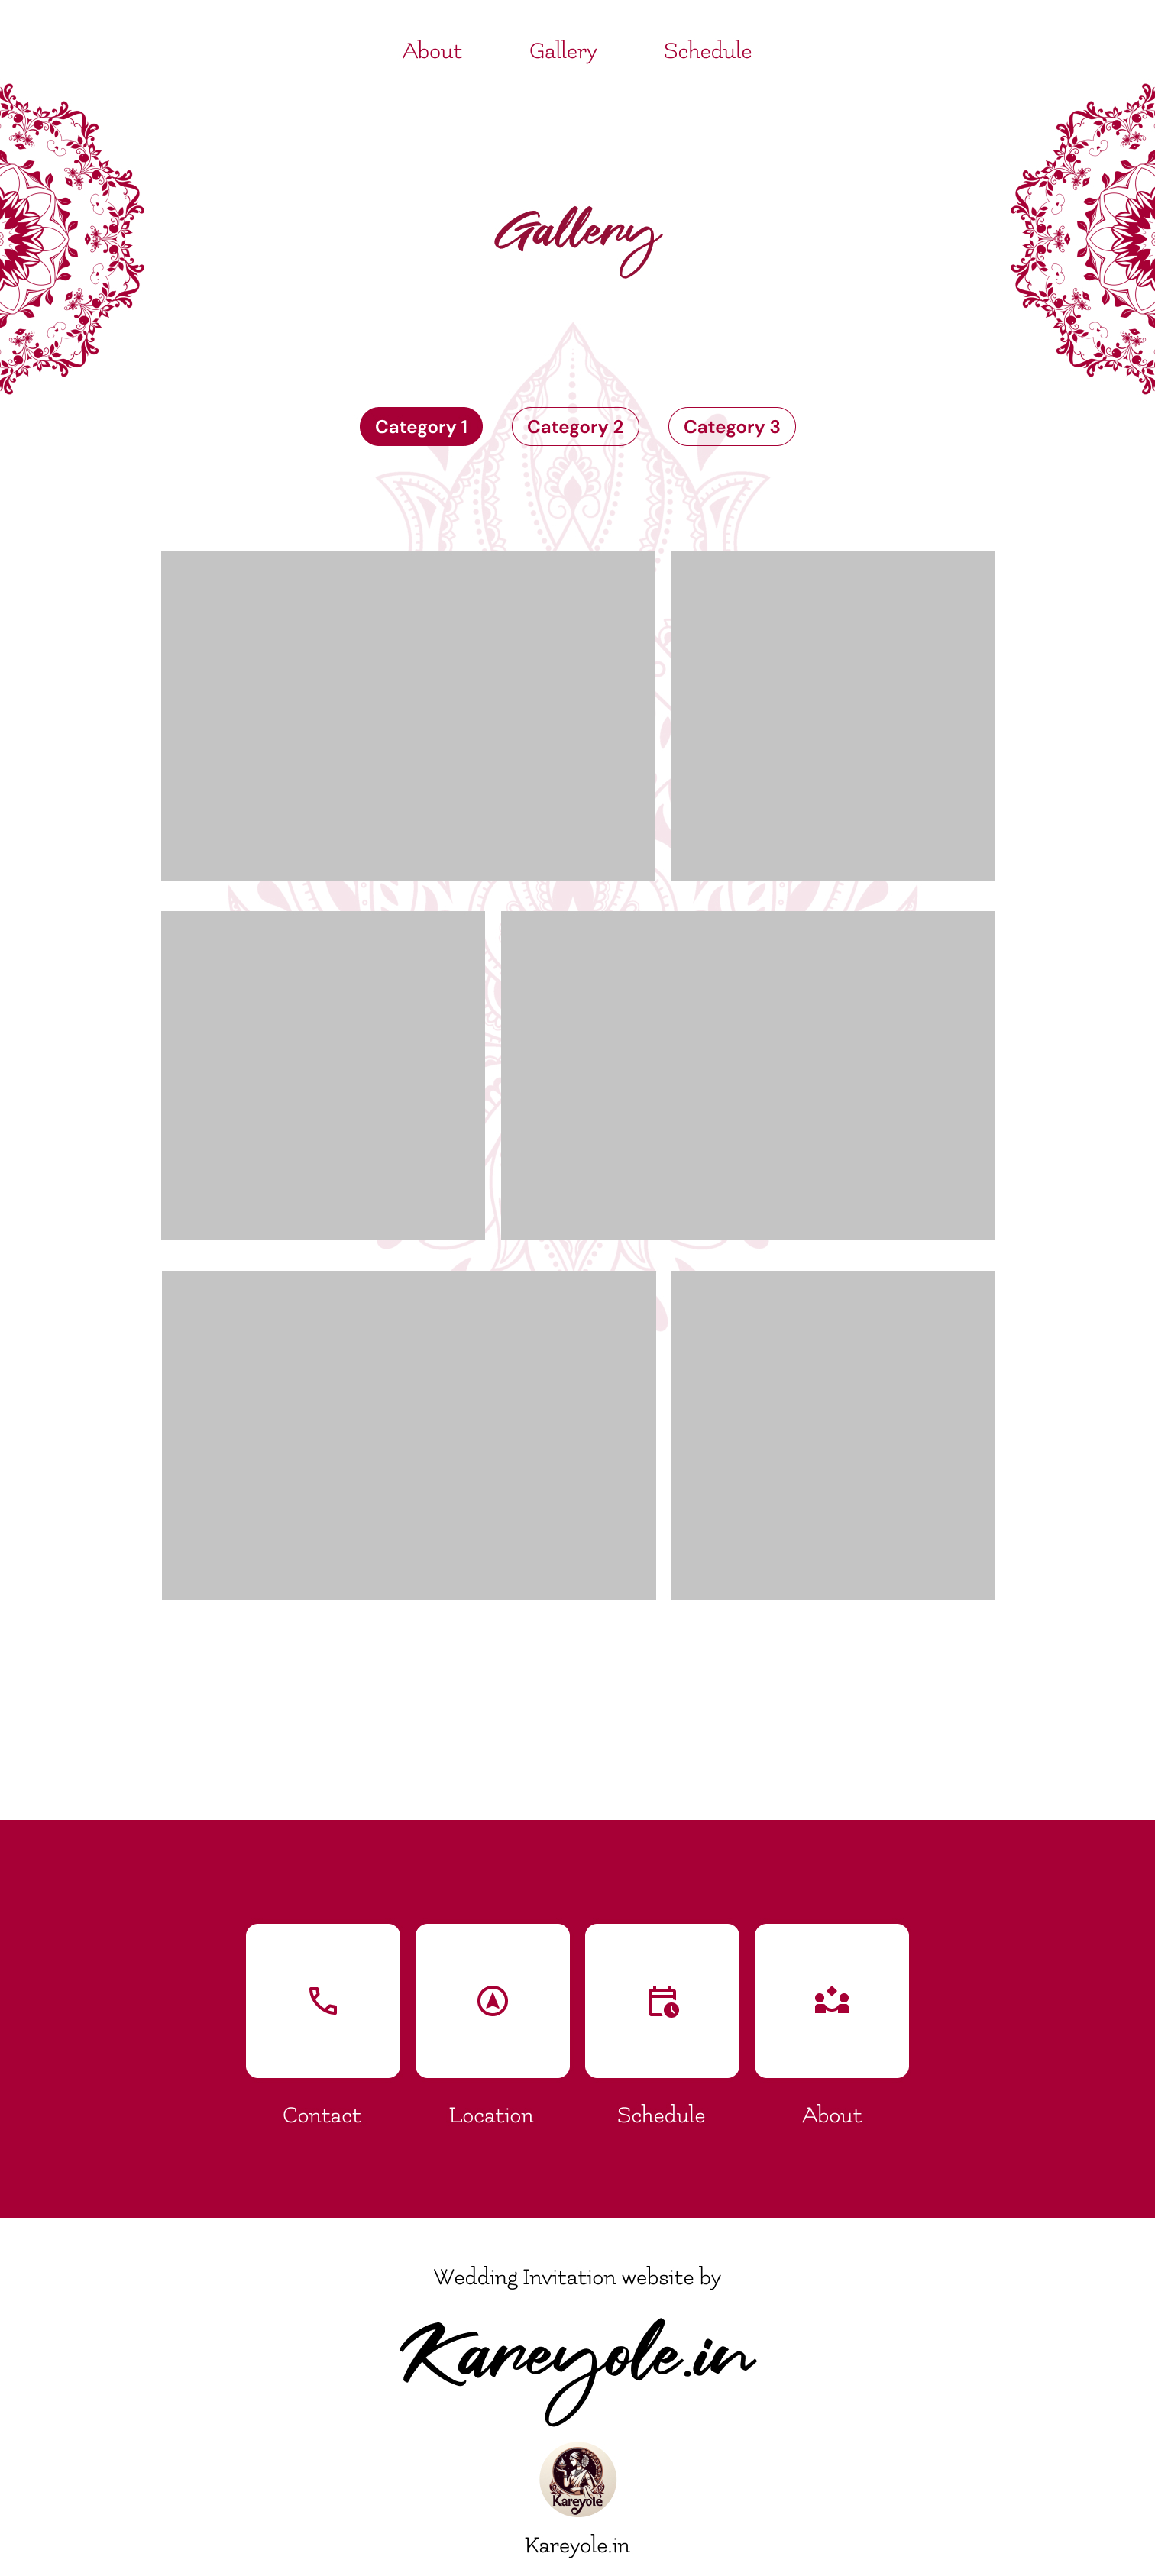 About Gallery Schedule
Gallery
Category 1 Category 2 Category 3
Contact Location Schedule About
Wedding Invitation website by
Kareyole.in
Kareyole
Kareyole.in